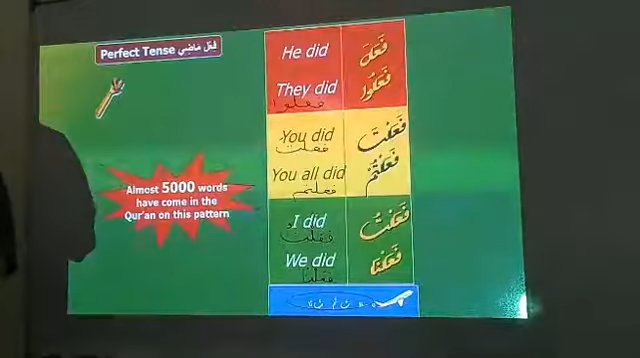 Perfect Tense فعل ماضي
He did فَعَلَ
They did فَعَلُوا
فعلوا
You did فَعَلْتَ
فعلت
You all did فَعَلْتُمْ
فعلتم
I did فَعَلْتُ
فعلت
We did فَعَلْنَا
فعلنا
Almost 5000 words
have come in the
Qur'an on this pattern